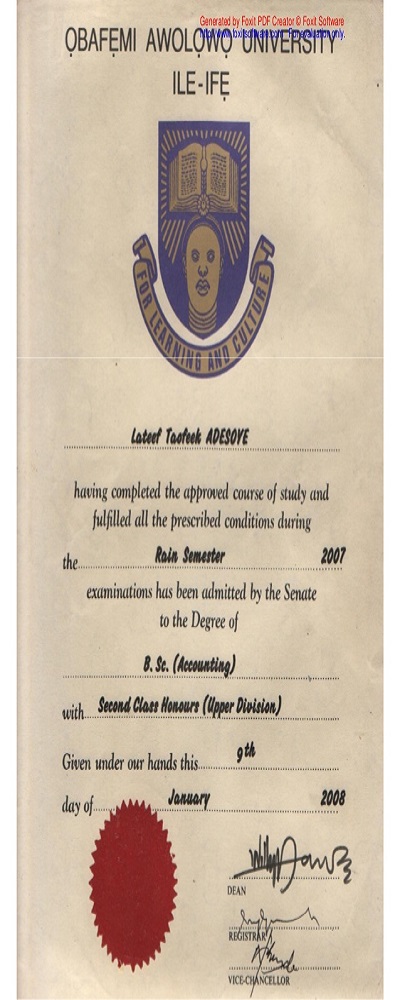 Generated by Foxit PDF Creator © Foxit Software
http://www.foxitsoftware.com For evaluation only.
ỌBAFẸMI AWOLỌWỌ UNIVERSITY
ILE-IFẸ
FOR LEARNING AND CULTURE
Lateef Taofeek ADESOYE
having completed the approved course of study and
fulfilled all the prescribed conditions during
the Rain Semester 2007
examinations has been admitted by the Senate
to the Degree of
B. Sc. (Accounting)
with Second Class Honours (Upper Division)
Given under our hands this 9th
day of January 2008
DEAN
REGISTRAR
VICE-CHANCELLOR